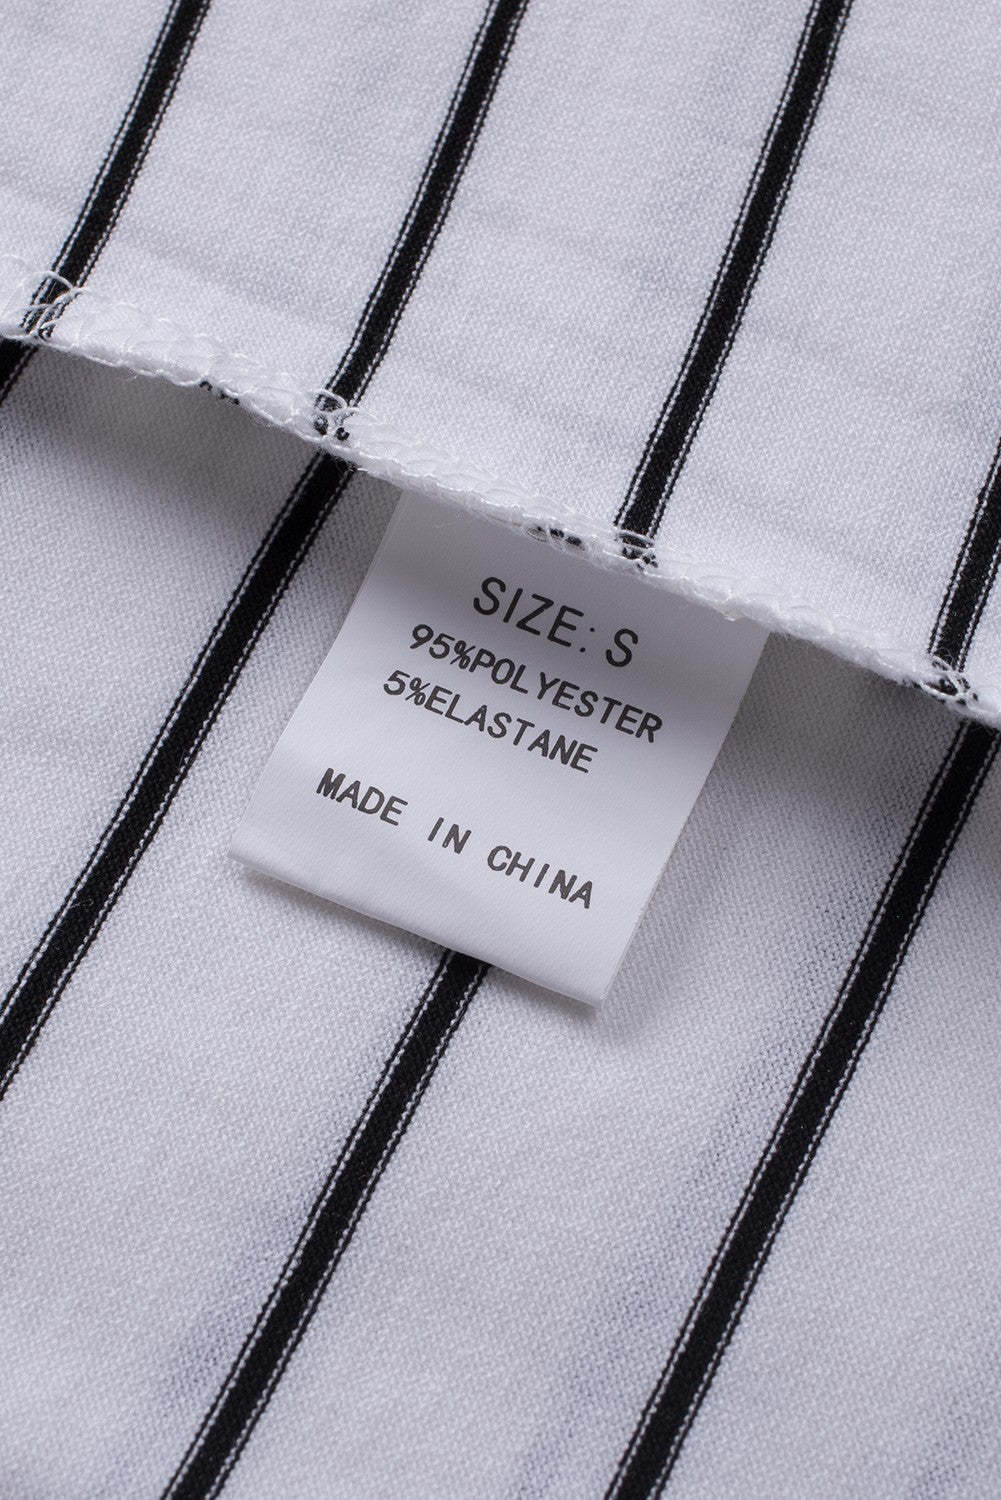 SIZE: S
95%POLYESTER
5%ELASTANE
MADE IN CHINA